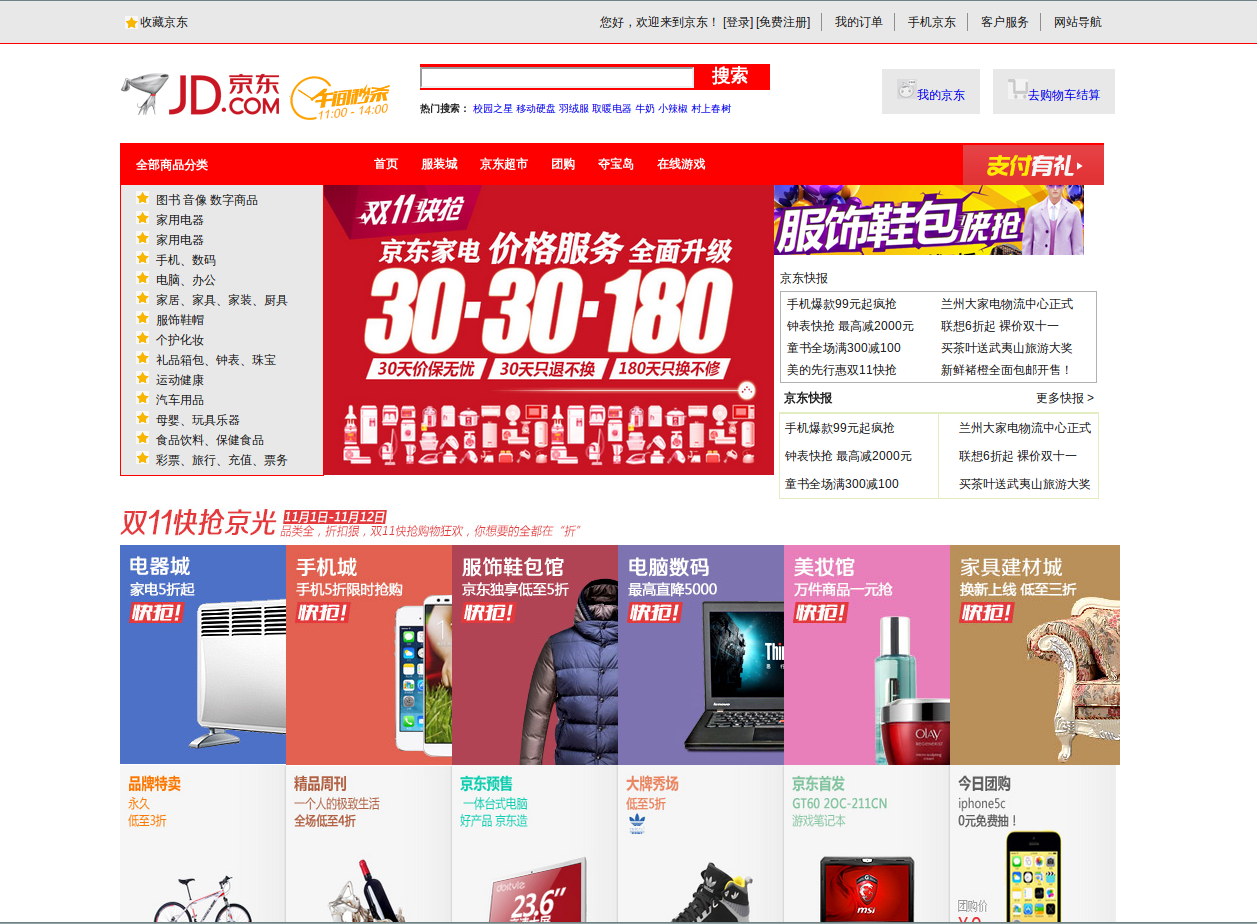 收藏京东
您好，欢迎来到京东！ [登录] [免费注册] 我的订单 手机京东 客户服务 网站导航
JD.COM 京东
午间秒杀
11:00 - 14:00
搜索
热门搜索： 校园之星 移动硬盘 羽绒服 取暖电器 牛奶 小辣椒 村上春树
我的京东
去购物车结算
全部商品分类 首页 服装城 京东超市 团购 夺宝岛 在线游戏
支付有礼
图书 音像 数字商品
家用电器
家用电器
手机、数码
电脑、办公
家居、家具、家装、厨具
服饰鞋帽
个护化妆
礼品箱包、钟表、珠宝
运动健康
汽车用品
母婴、玩具乐器
食品饮料、保健食品
彩票、旅行、充值、票务
双11快抢
京东家电 价格服务 全面升级
30·30·180
30天价保无忧 30天只退不换 180天只换不修
服饰鞋包快抢
京东快报
手机爆款99元起疯抢 兰州大家电物流中心正式
钟表快抢 最高减2000元 联想6折起 裸价双十一
童书全场满300减100 买茶叶送武夷山旅游大奖
美的先行惠双11快抢 新鲜褚橙全面包邮开售！
京东快报 更多快报 >
手机爆款99元起疯抢 兰州大家电物流中心正式
钟表快抢 最高减2000元 联想6折起 裸价双十一
童书全场满300减100 买茶叶送武夷山旅游大奖
双11快抢京光
11月1日-11月12日
品类全，折扣狠，双11快抢购物狂欢，你想要的全都在“折”
电器城
家电5折起
快抢!
手机城
手机5折限时抢购
快抢!
服饰鞋包馆
京东独享低至5折
快抢!
电脑数码
最高直降5000
快抢!
美妆馆
万件商品一元抢
快抢!
OLAY
家具建材城
换新上线 低至三折
快抢!
品牌特卖
永久
低至3折
精品周刊
一个人的极致生活
全场低至4折
京东预售
一体台式电脑
好产品 京东造
23.6"
大牌秀场
低至5折
京东首发
GT60 2OC-211CN
游戏笔记本
msi
今日团购
iphone5c
0元免费抽！
团购价